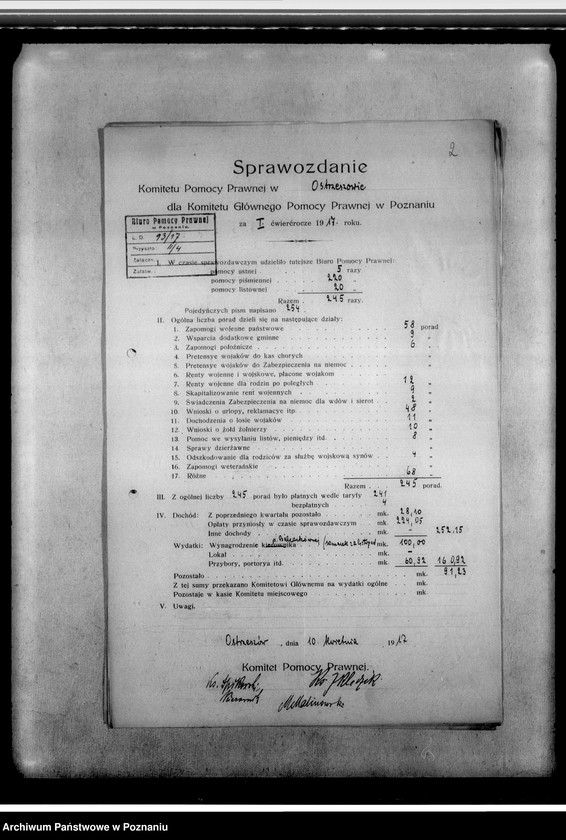 2
Sprawozdanie
Komitetu Pomocy Prawnej w Ostrzeszowie
dla Komitetu Głównego Pomocy Prawnej w Poznaniu
za I ćwierćrocze 1917. roku.
Biuro Pomocy Prawnej
w Poznaniu.
L. D. 13/17
Przyszło: 11/4
Załącz.
Załatw.
I. W czasie sprawozdawczym udzieliło tutejsze Biuro Pomocy Prawnej:
pomocy ustnej 5 razy
pomocy piśmiennej 220 "
pomocy listownej 20 "
Razem 245 razy.
Pojedyńczych pism napisano 254.
II. Ogólna liczba porad dzieli się na następujące działy:
1. Zapomogi wojenne państwowe 58 porad
2. Wsparcia dodatkowe gminne 9 "
3. Zapomogi położnicze 6 "
4. Pretensye wojaków do kas chorych "
5. Pretensye wojaków do Zabezpieczenia na niemoc "
6. Renty wojenne i wojskowe, płacone wojakom
7. Renty wojenne dla rodzin po poległych 12 "
8. Skapitalizowanie rent wojennych 9 "
9. Świadczenia Zabezpieczenia na niemoc dla wdów i sierot 2 "
10. Wnioski o urlopy, reklamacye itp. 48 "
11. Dochodzenia o losie wojaków 11 "
12. Wnioski o żołd żołnierzy 10 "
13. Pomoc we wysyłaniu listów, pieniędzy itd. 8 "
14. Sprawy dzierżawne
15. Odszkodowanie dla rodziców za służbę wojskową synów 4 "
16. Zapomogi weterańskie "
17. Różne 68 "
Razem 245 porad.
III. Z ogólnej liczby 245 porad było płatnych wedle taryfy 241
bezpłatnych 4
IV. Dochód: Z poprzedniego kwartału pozostało mk. 28,10
Opłaty przyniosły w czasie sprawozdawczym mk. 224,05
Inne dochody mk. – 252.15
Wydatki: Wynagrodzenie kierownika mk. 100,00
Lokal mk. –
Przybory, portorya itd. mk. 60,92 160,92
Pozostało mk. 91,23
Z tej samy przekazano Komitetowi Głównemu na wydatki ogólne mk.
Pozostaje w kasie Komitetu miejscowego mk.
V. Uwagi.
Ostrzeszów, dnia 10. kwietnia 1917
Komitet Pomocy Prawnej.
Archiwum Państwowe w Poznaniu